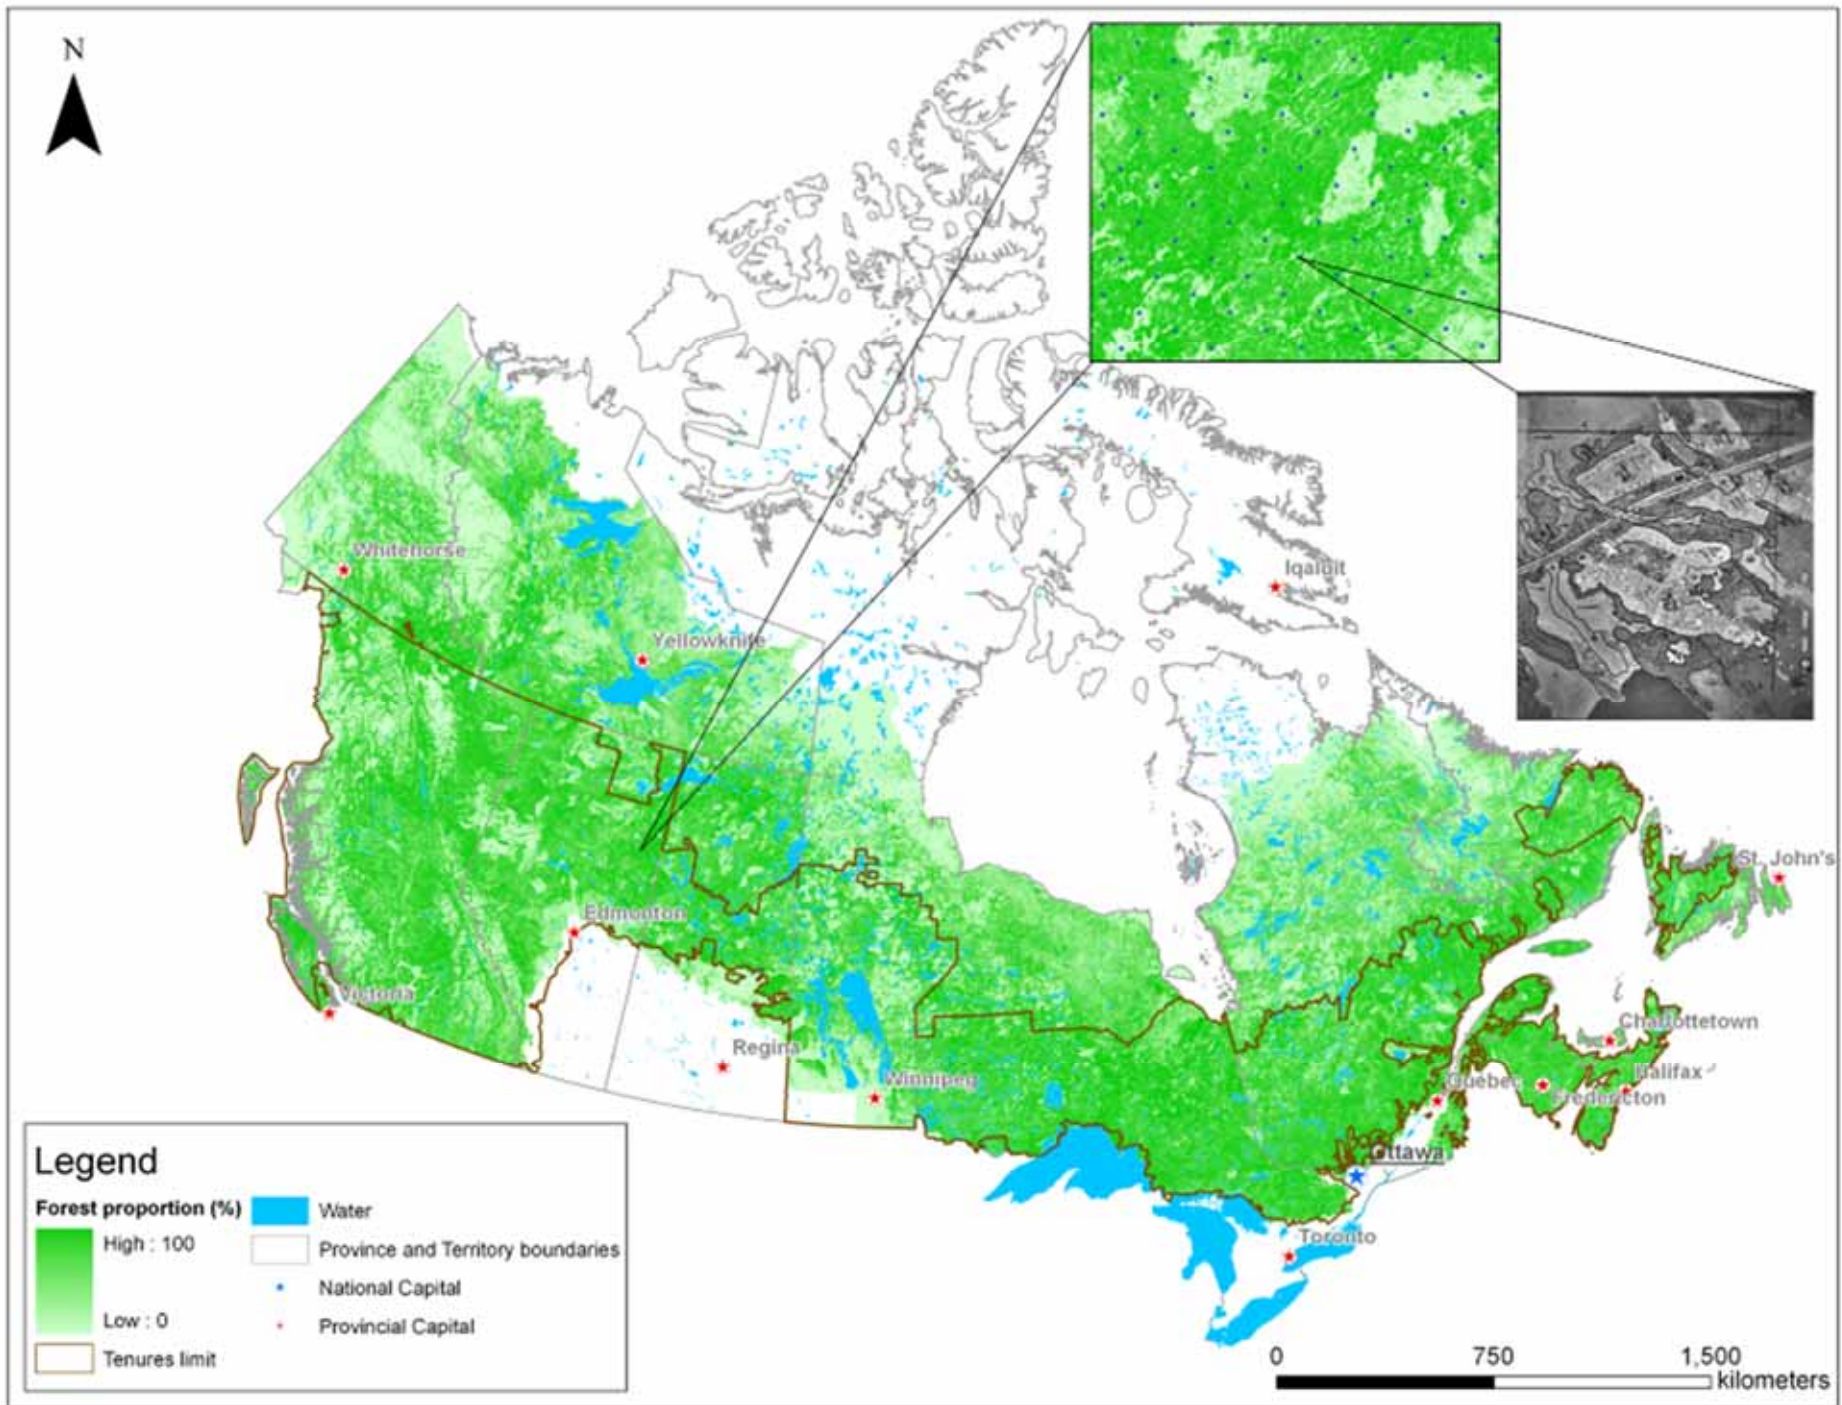 N
Whitehorse
Iqaluit
Yellowknife
St. John's
Edmonton
Victoria
Charlottetown
Regina
Halifax
Winnipeg
Québec
Fredericton
Ottawa
Toronto
Legend
Forest proportion (%)
High : 100
Low : 0
Tenures limit
Water
Province and Territory boundaries
National Capital
Provincial Capital
0 750 1,500
kilometers